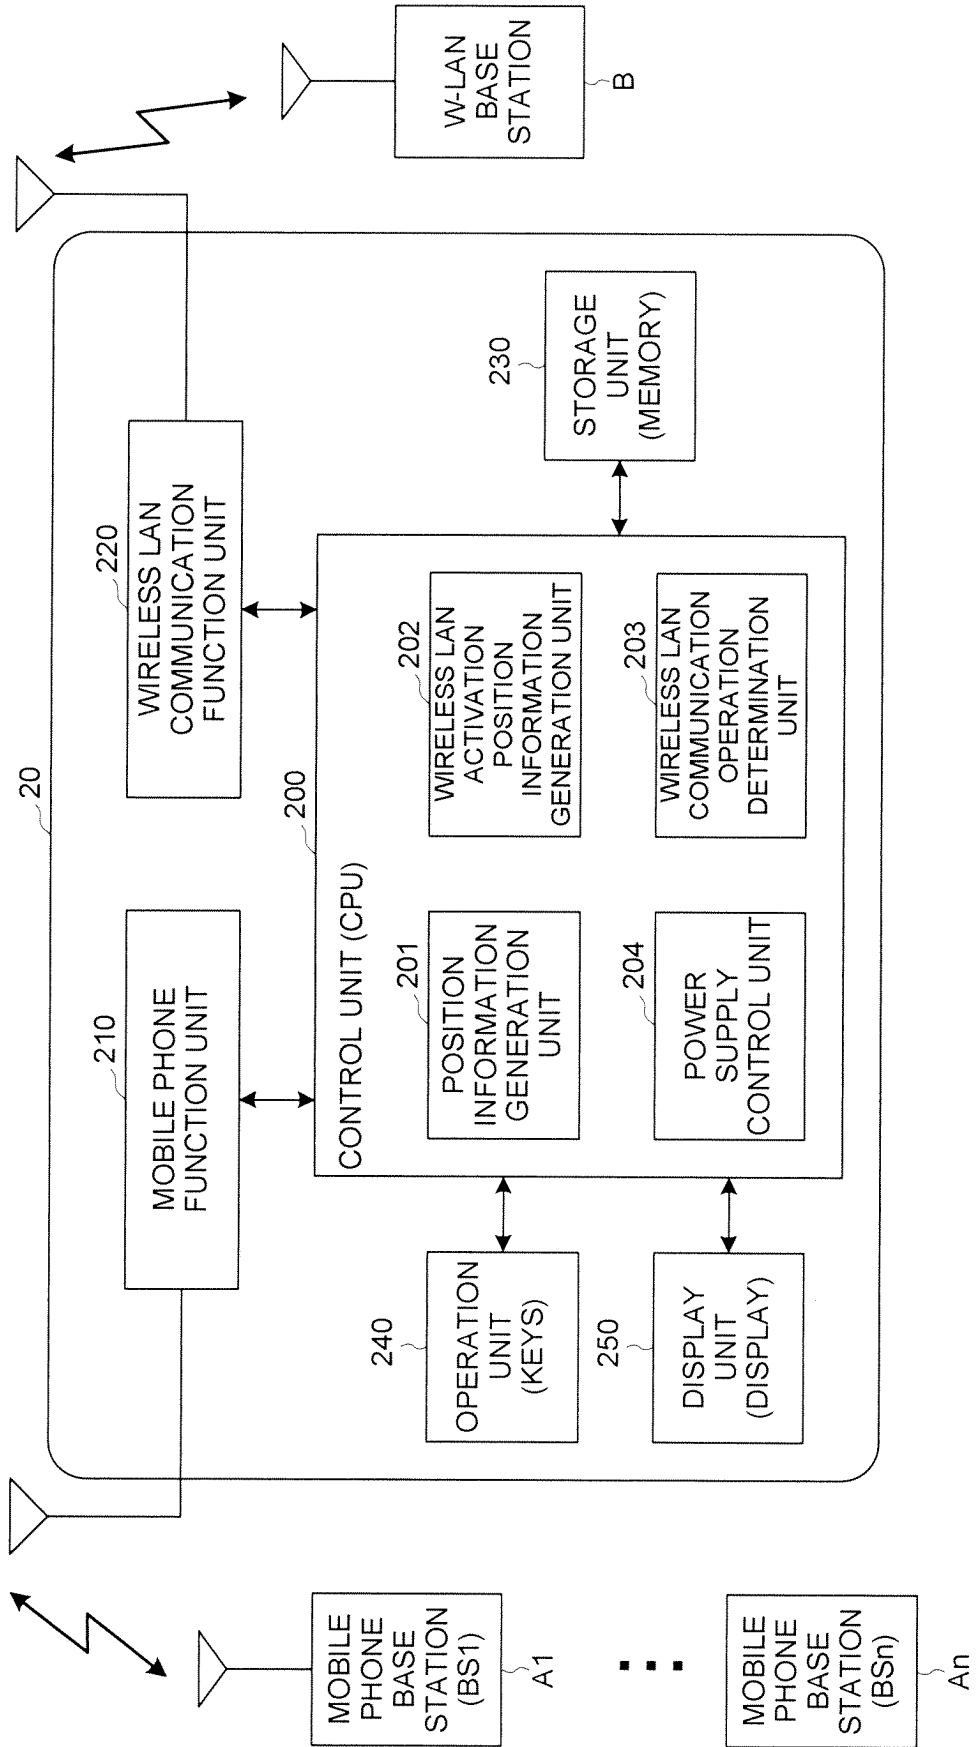 20
210
MOBILE PHONE
FUNCTION UNIT
220
WIRELESS LAN
COMMUNICATION
FUNCTION UNIT
200
CONTROL UNIT (CPU)
201
POSITION
INFORMATION
GENERATION
UNIT
202
WIRELESS LAN
ACTIVATION
POSITION
INFORMATION
GENERATION UNIT
204
POWER
SUPPLY
CONTROL UNIT
203
WIRELESS LAN
COMMUNICATION
OPERATION
DETERMINATION
UNIT
230
STORAGE
UNIT
(MEMORY)
240
OPERATION
UNIT
(KEYS)
250
DISPLAY
UNIT
(DISPLAY)
MOBILE
PHONE
BASE
STATION
(BS1)
A1
MOBILE
PHONE
BASE
STATION
(BSn)
An
W-LAN
BASE
STATION
B